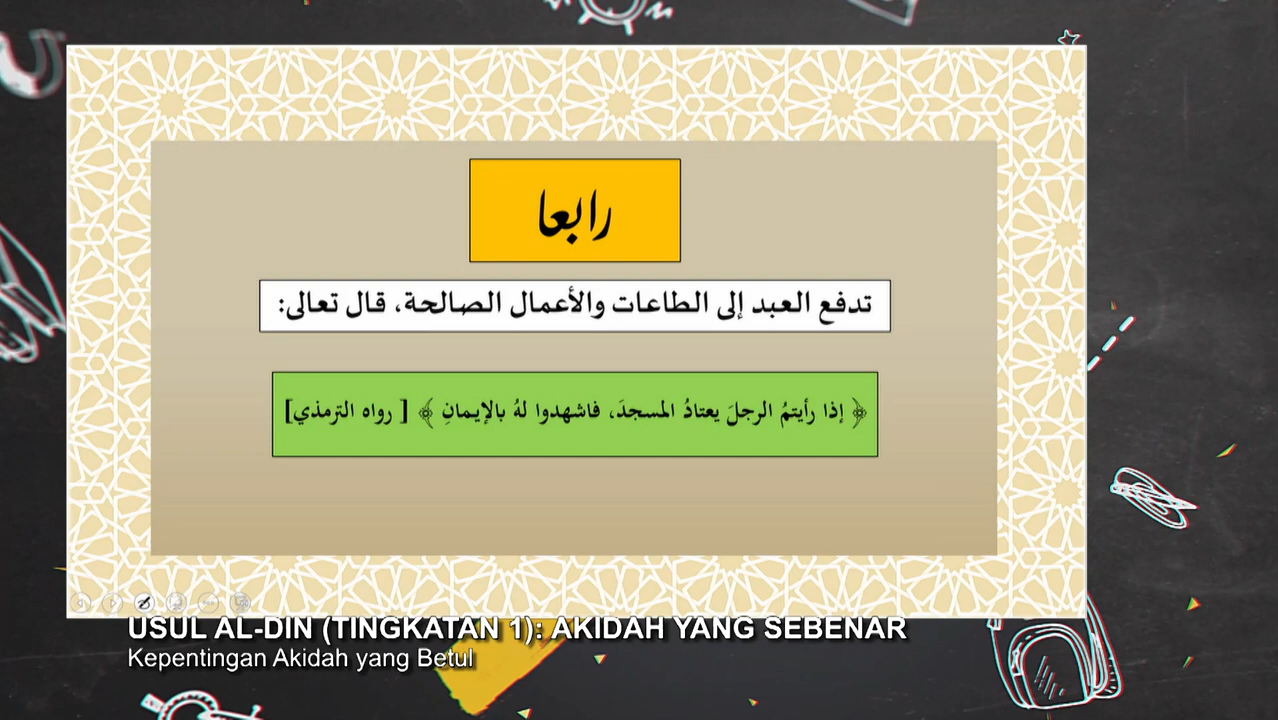 رابعا
تدفع العبد إلى الطاعات والأعمال الصالحة، قال تعالى:
﴿ إذا رأيتمُ الرجلَ يعتادُ المسجدَ، فاشهدوا لهُ بالإيمانِ ﴾ [ رواه الترمذي]
USUL AL-DIN (TINGKATAN 1): AKIDAH YANG SEBENAR
Kepentingan Akidah yang Betul